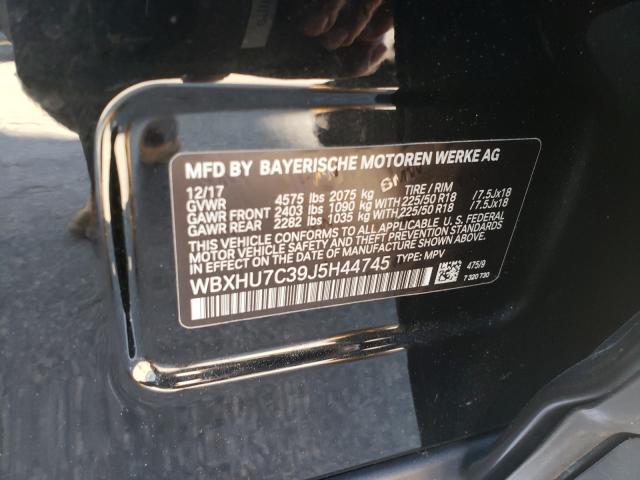 MFD BY BAYERISCHE MOTOREN WERKE AG
12/17 TIRE / RIM
GVWR 4575 lbs 2075 kg
GAWR FRONT 2403 lbs 1090 kg WITH 225/50 R18 / 7.5Jx18
GAWR REAR 2282 lbs 1035 kg WITH 225/50 R18 / 7.5Jx18
THIS VEHICLE CONFORMS TO ALL APPLICABLE U.S. FEDERAL
MOTOR VEHICLE SAFETY, BUMPER, AND THEFT PREVENTION
STANDARDS IN EFFECT ON THE
DATE OF MANUFACTURE SHOWN ABOVE.
WBXHU7C39J5H44745 TYPE: MPV
475/9
7 320 730